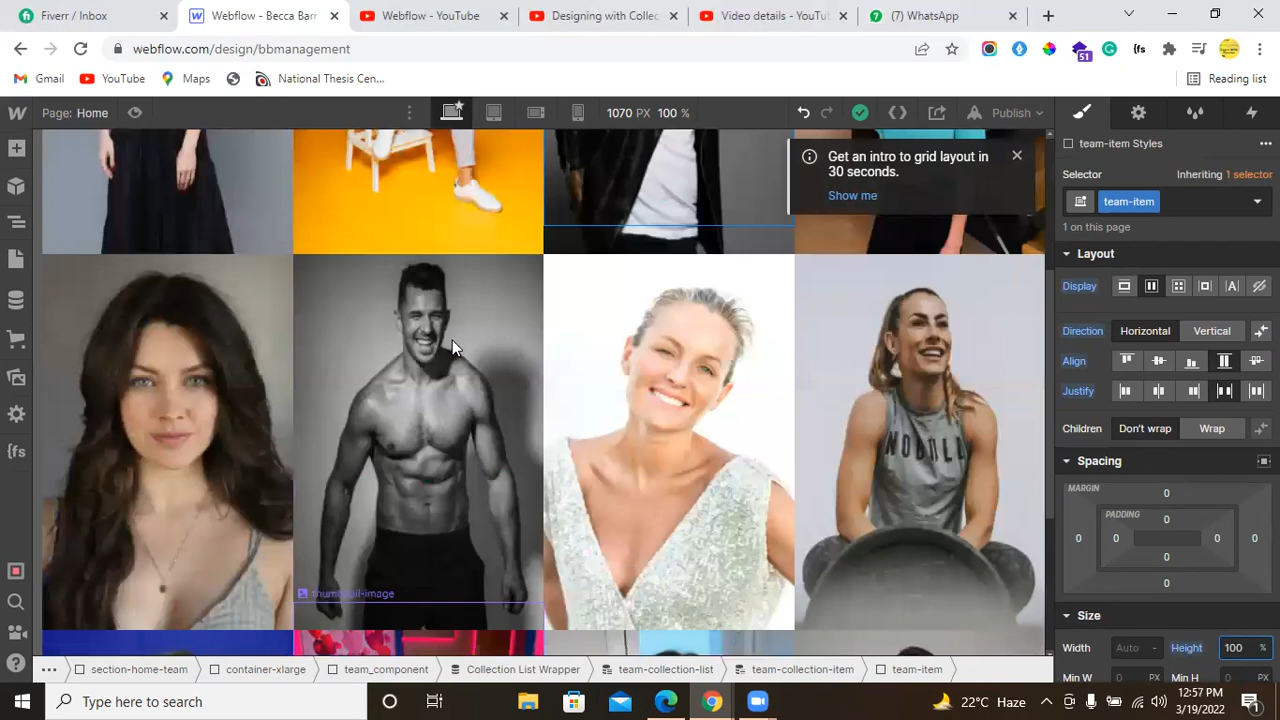 Fiverr / Inbox
Webflow - Becca Barr
Webflow - YouTube
Designing with Collec
Video details - YouTu
(7) WhatsApp
webflow.com/design/bbmanagement
51
{fs
Gmail
YouTube
Maps
National Thesis Cen...
Reading list
Page: Home
1070 PX 100 %
Publish
team-item Styles
Get an intro to grid layout in
30 seconds.
Show me
Selector
Inheriting 1 selector
team-item
1 on this page
Layout
Display
Direction
Horizontal
Vertical
Align
Justify
Children
Don't wrap
Wrap
Spacing
MARGIN
0
PADDING
0
0
0
0
0
0
0
Size
Width
Auto -
Height
100 %
Min W
0 PX
Min H
0 PX
{fs
NOBULL
thumbnail-image
section-home-team
container-xlarge
team_component
Collection List Wrapper
team-collection-list
team-collection-item
team-item
Type here to search
22°C Haze
12:57 PM
3/19/2022
1